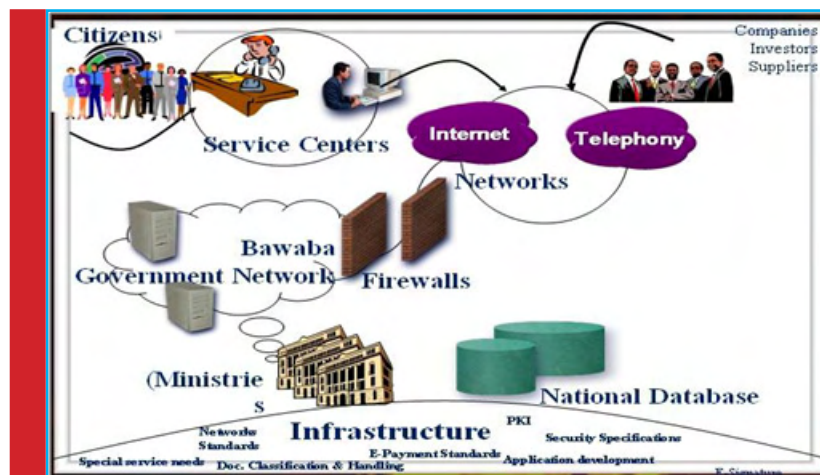 Citizens
Companies
Investors
Suppliers
Service Centers
Internet
Telephony
Networks
Bawaba
Government Network
Firewalls
(Ministrie
s
National Database
Infrastructure
PKI
Networks
Standards
Security Specifications
E-Payment Standards
Special service needs
Doc. Classification & Handling
Application development
E-Signature